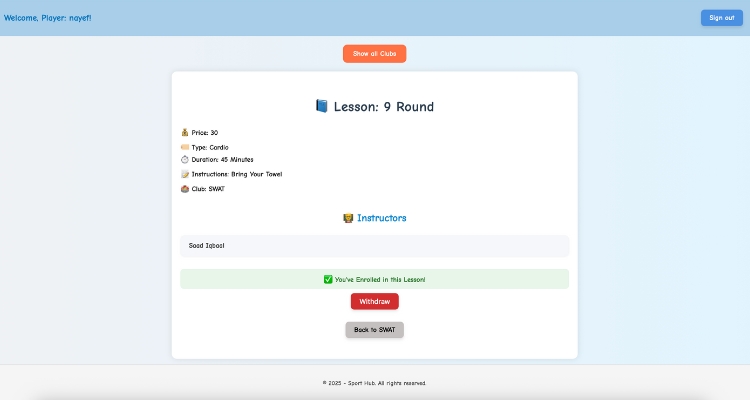 Welcome, Player: nayef!
Sign out
Show all Clubs
Lesson: 9 Round
Price: 30
Type: Cardio
Duration: 45 Minutes
Instructions: Bring Your Towel
Club: SWAT
Instructors
Saad Iqbaal
You've Enrolled in this Lesson!
Withdraw
Back to SWAT
© 2025 - Sport Hub. All rights reserved.